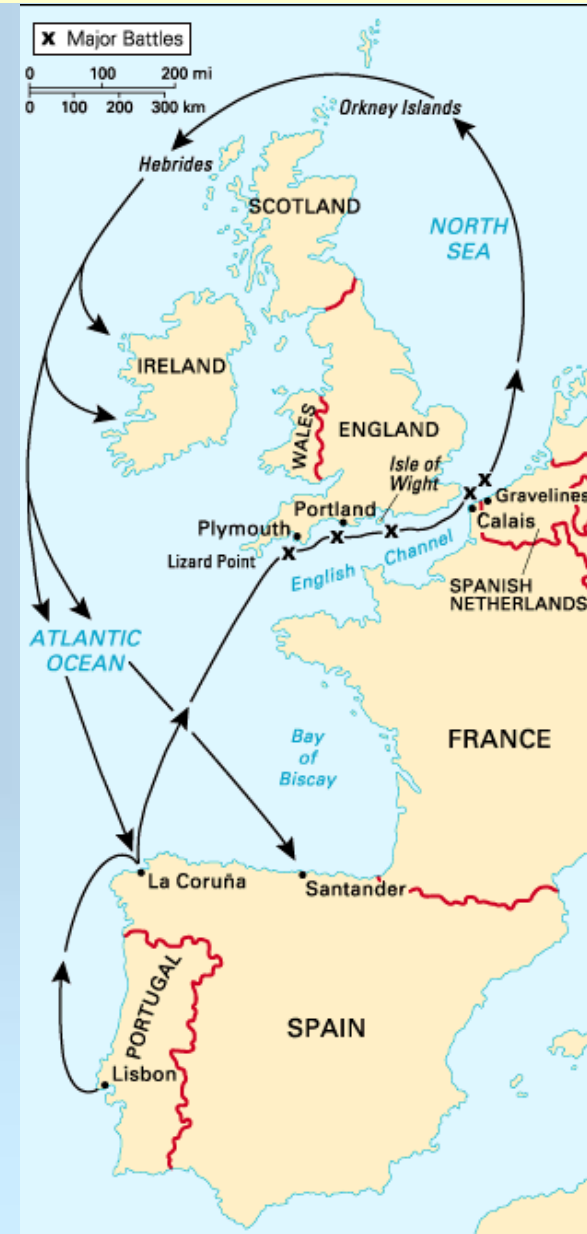 x Major Battles
0 100 200 mi
0 100 200 300 km
Orkney Islands
Hebrides
SCOTLAND
NORTH
SEA
IRELAND
WALES
ENGLAND
Isle of
Wight
Portland
Plymouth
Gravelines
Calais
Lizard Point
English Channel
SPANISH
NETHERLANDS
ATLANTIC
OCEAN
Bay
of
Biscay
FRANCE
La Coruña
Santander
PORTUGAL
SPAIN
Lisbon